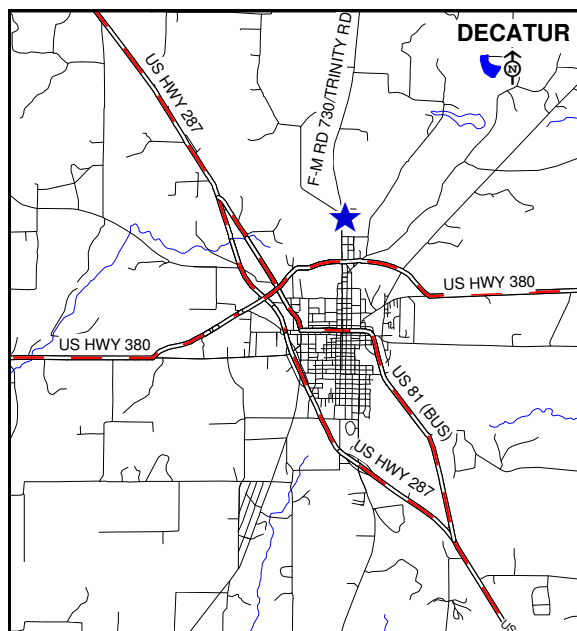 DECATUR
N
US HWY 287
F-M RD 730/TRINITY RD
US HWY 380
US HWY 380
US 81 (BUS)
US HWY 287
US